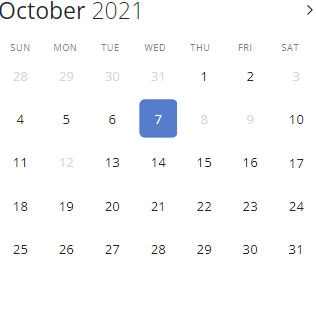 October 2021
SUN MON TUE WED THU FRI SAT
28 29 30 31 1 2 3
4 5 6 7 8 9 10
11 12 13 14 15 16 17
18 19 20 21 22 23 24
25 26 27 28 29 30 31